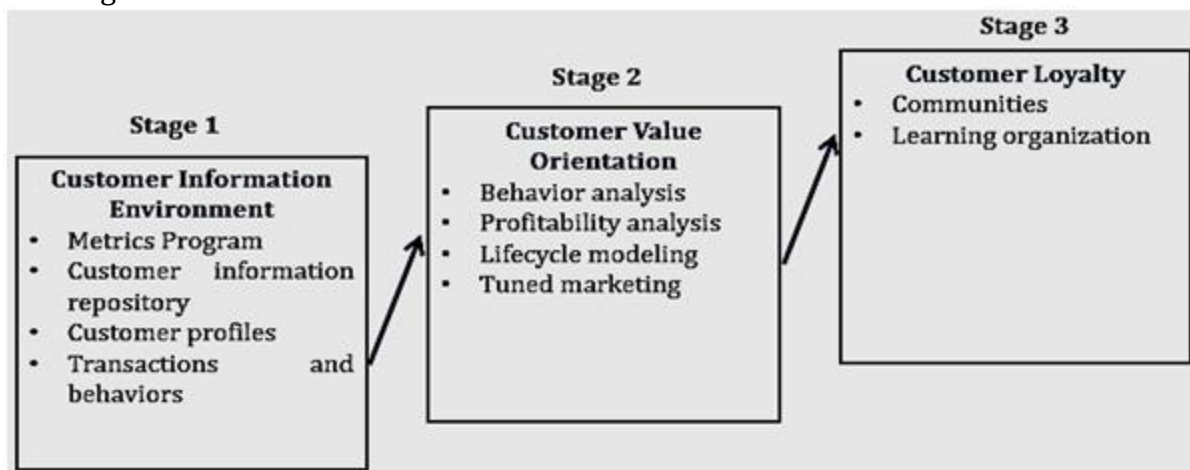 Stage 1
Customer Information
Environment
• Metrics Program
• Customer information
repository
• Customer profiles
• Transactions and
behaviors
Stage 2
Customer Value
Orientation
▪ Behavior analysis
▪ Profitability analysis
▪ Lifecycle modeling
▪ Tuned marketing
Stage 3
Customer Loyalty
• Communities
• Learning organization